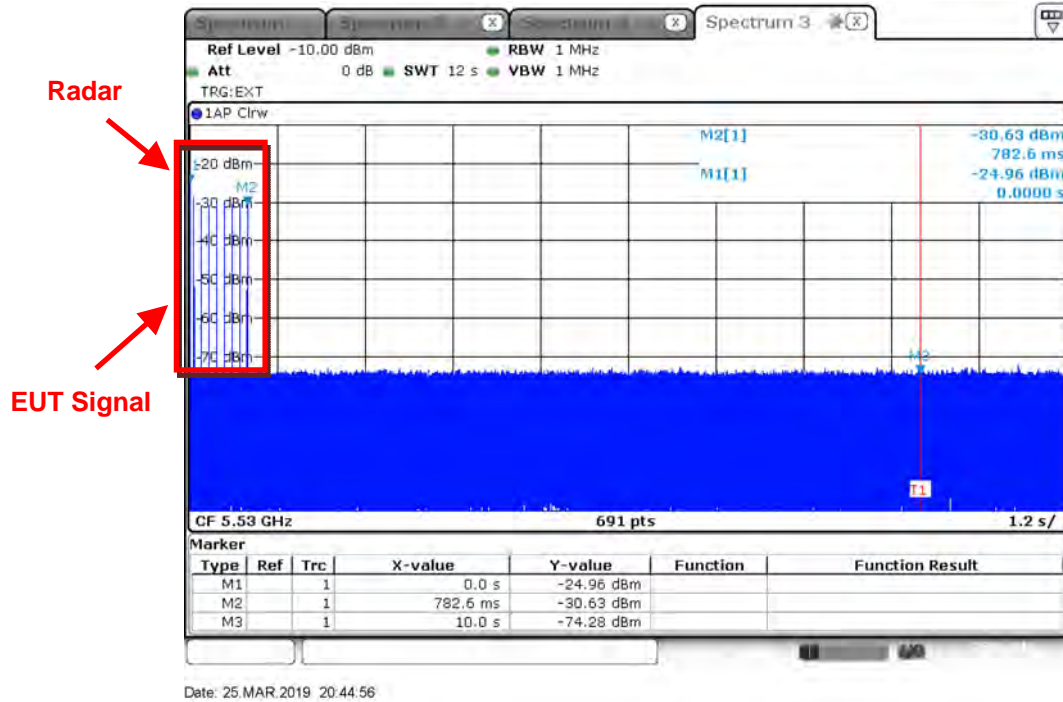 Spectrum 3
Ref Level -10.00 dBm RBW 1 MHz
Att 0 dB SWT 12 s VBW 1 MHz
TRG:EXT
1AP Clrw
Radar
EUT Signal
M2[1] -30.63 dBm
782.6 ms
M1[1] -24.96 dBm
0.0000 s
-20 dBm
M2
-30 dBm
-40 dBm
-50 dBm
-60 dBm
-70 dBm
M3
T1
CF 5.53 GHz 691 pts 1.2 s/
Marker
Type Ref Trc X-value Y-value Function Function Result
M1 1 0.0 s -24.96 dBm
M2 1 782.6 ms -30.63 dBm
M3 1 10.0 s -74.28 dBm
Date: 25.MAR.2019 20:44:56